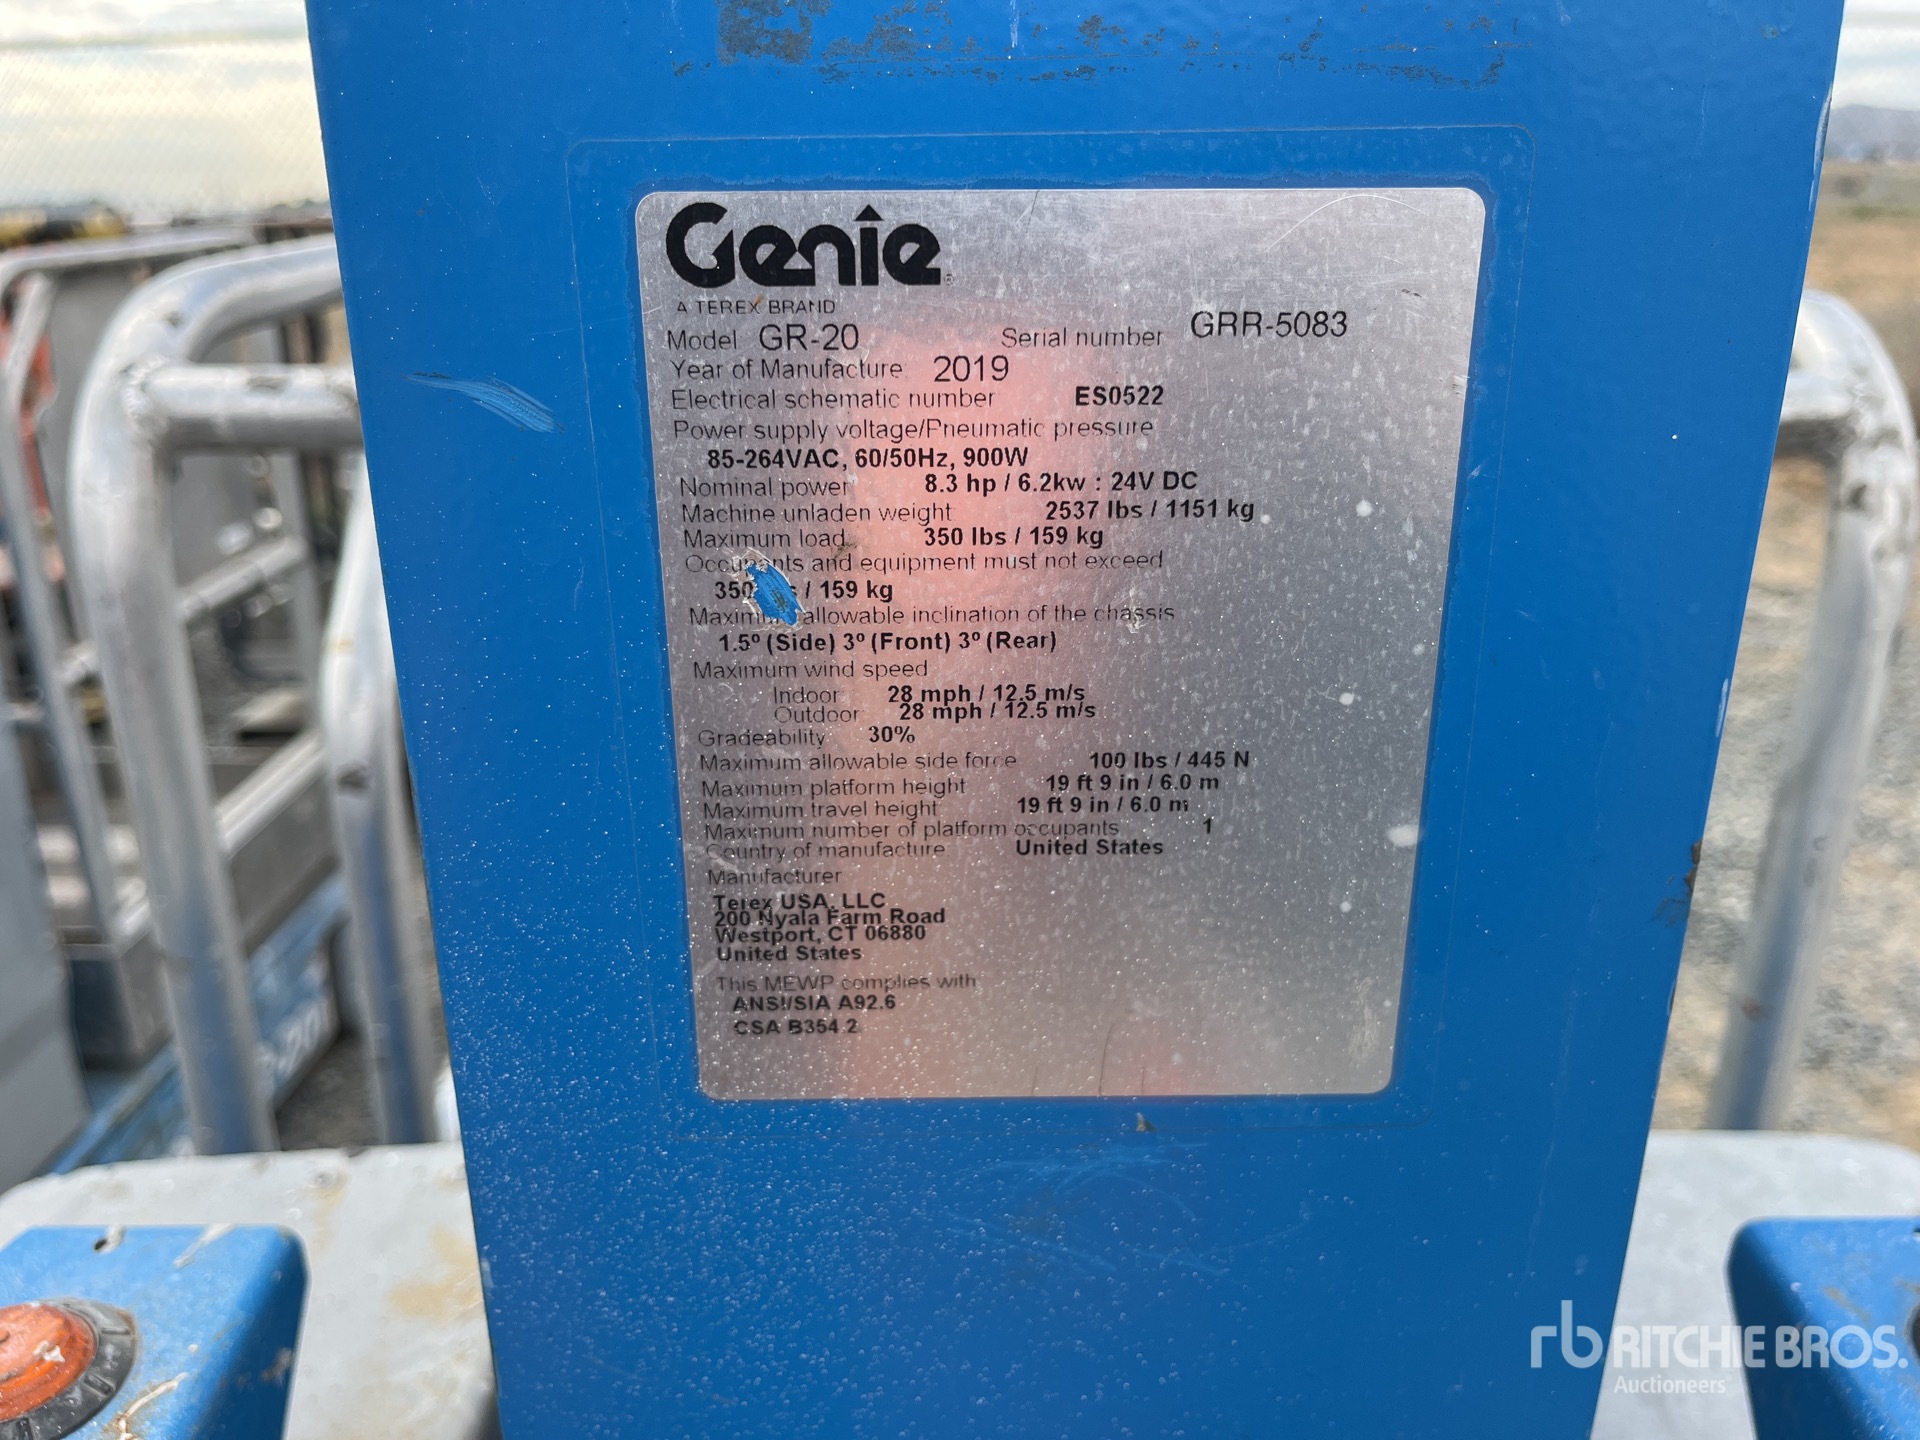 Genie
A TEREX BRAND
Model GR-20 Serial number GRR-5083
Year of Manufacture: 2019
Electrical schematic number ES0522
Power supply voltage/Pneumatic pressure
85-264VAC, 60/50Hz, 900W
Nominal power 8.3 hp / 6.2kw : 24V DC
Machine unladen weight 2537 lbs / 1151 kg
Maximum load 350 lbs / 159 kg
Occupants and equipment must not exceed
350 / 159 kg
Maximum allowable inclination of the chassis
1.5º (Side) 3º (Front) 3º (Rear)
Maximum wind speed
Indoor 28 mph / 12.5 m/s
Outdoor 28 mph / 12.5 m/s
Gradeability 30%
Maximum allowable side force 100 lbs / 445 N
Maximum platform height 19 ft 9 in / 6.0 m
Maximum travel height 19 ft 9 in / 6.0 m
Maximum number of platform occupants 1
Country of manufacture United States
Manufacturer
Terex USA, LLC
200 Nyala Farm Road
Westport, CT 06880
United States
This MEWP complies with
ANSI/SIA A92.6
CSA B354.2
rb RITCHIE BROS.
Auctioneers